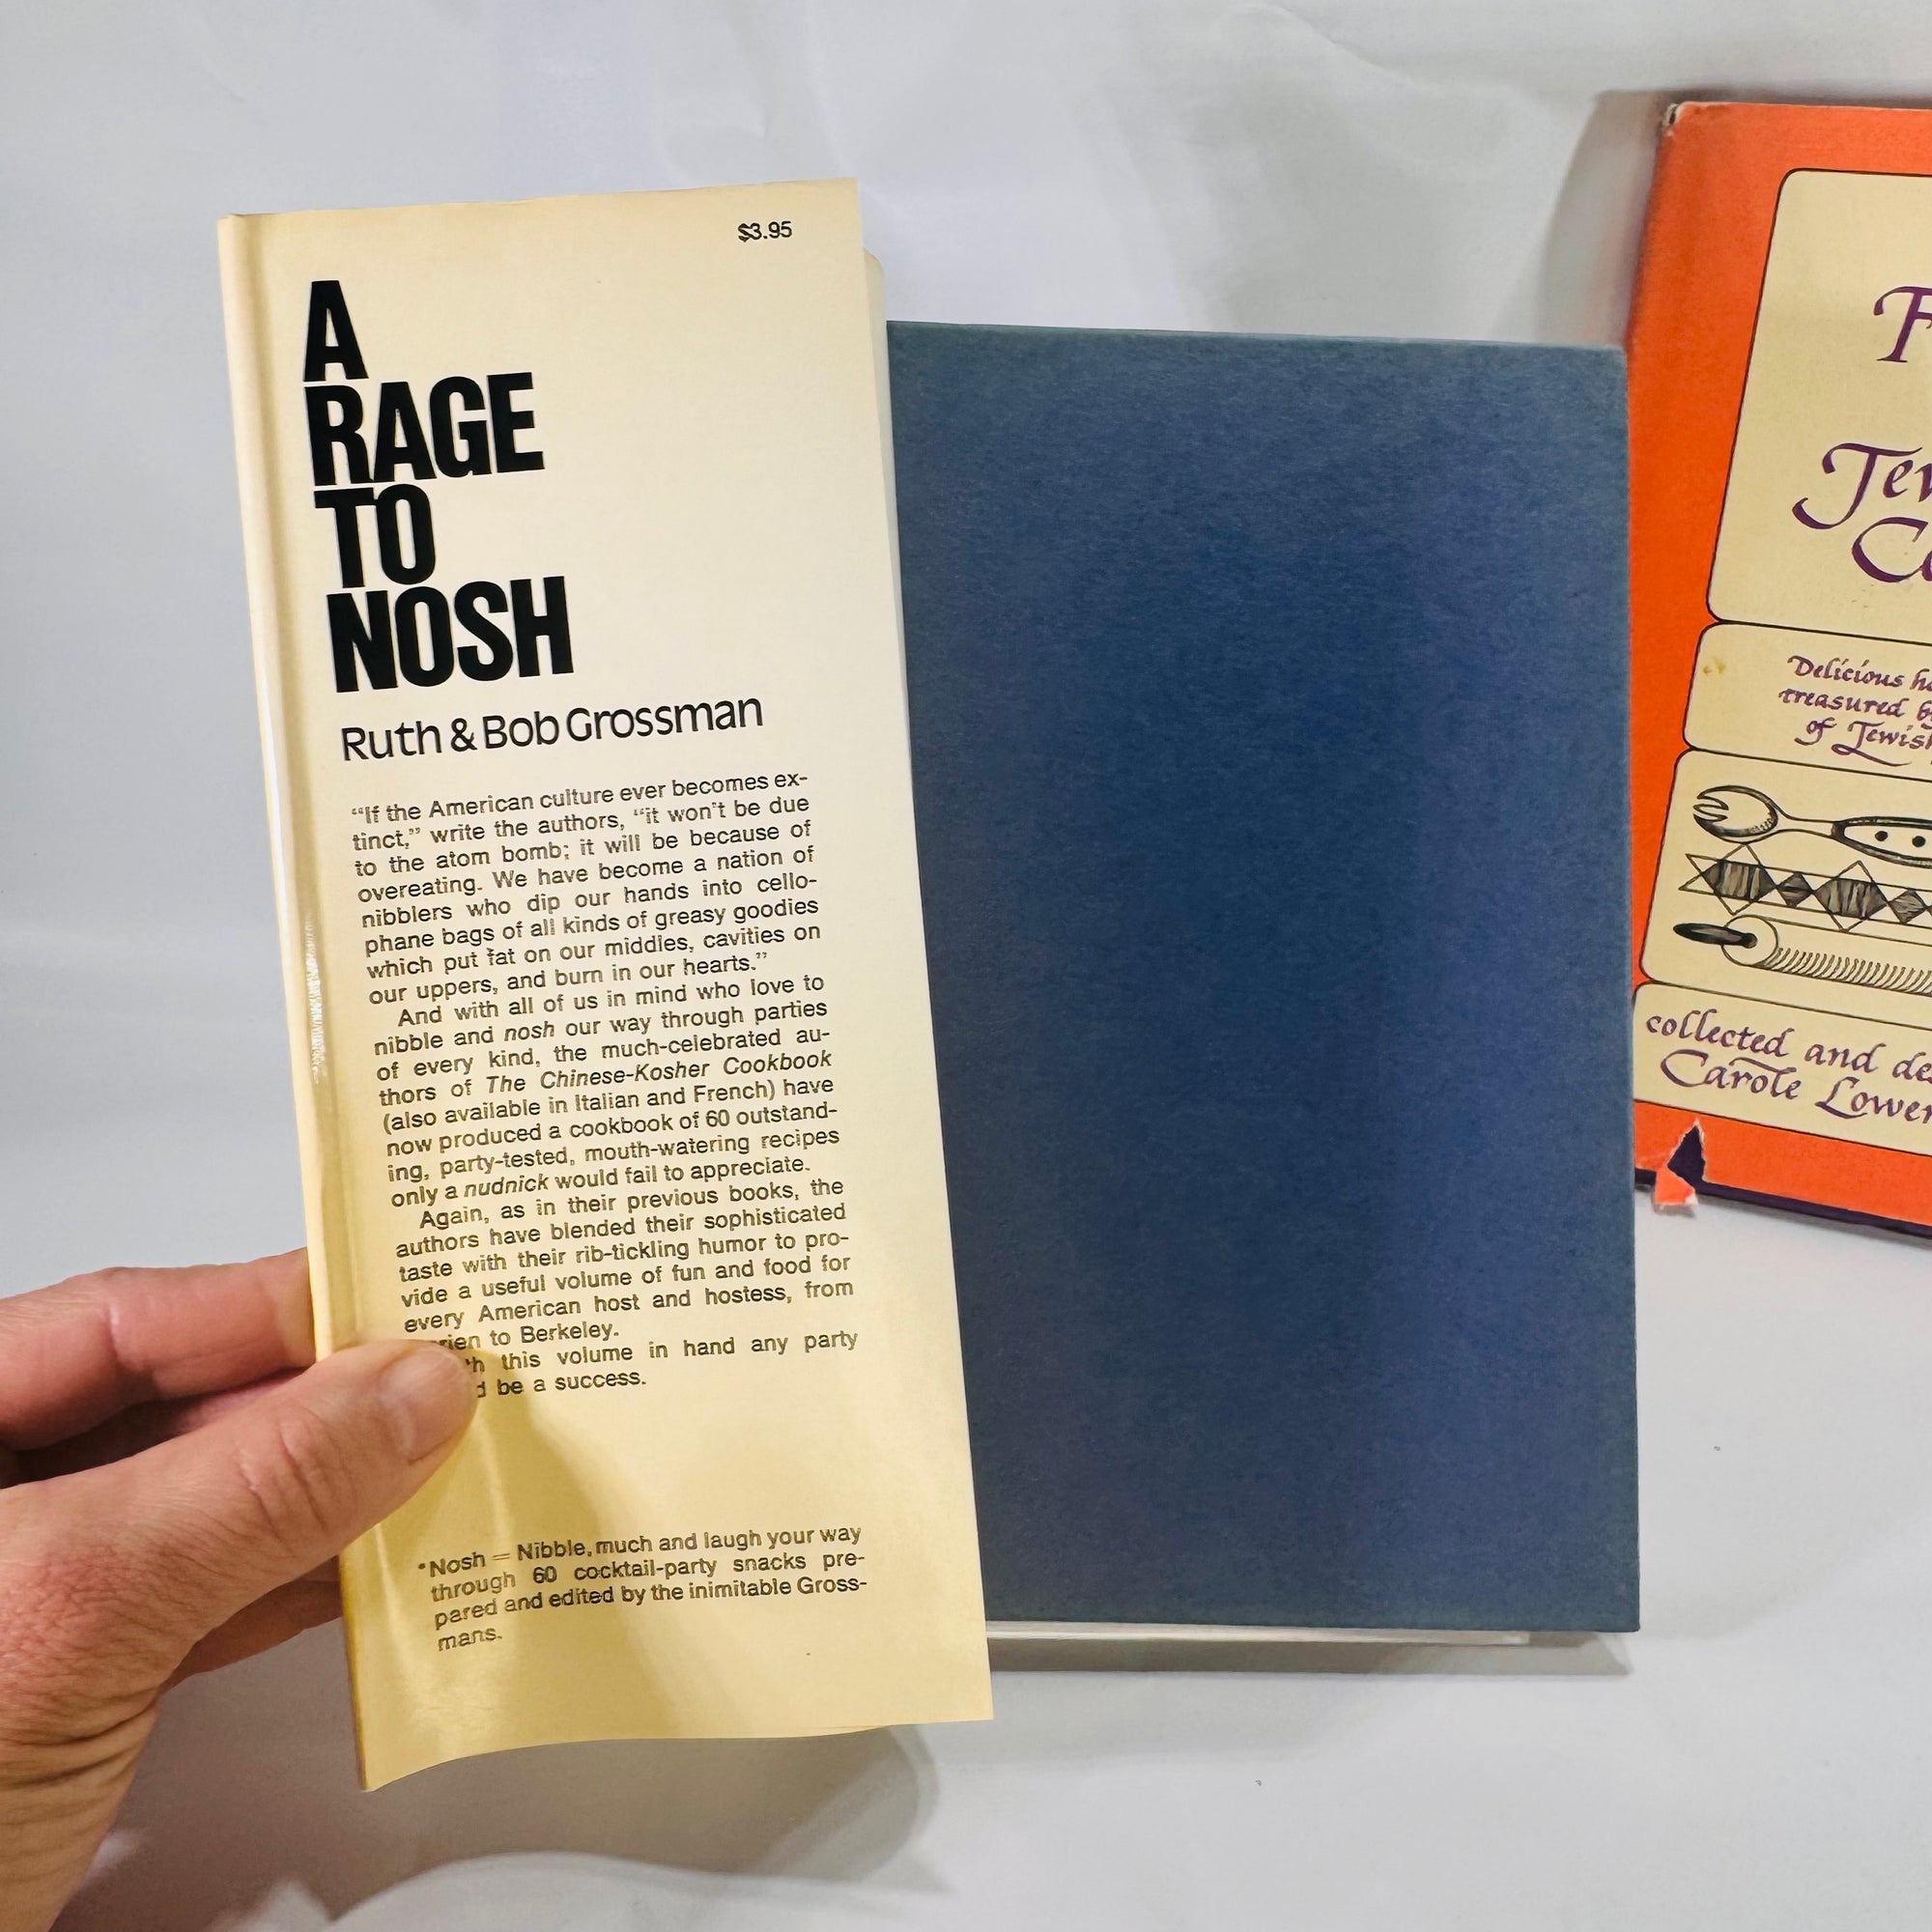 $3.95
A
RAGE
TO
NOSH
Ruth & Bob Grossman
“If the American culture ever becomes ex-
tinct,” write the authors, “it won't be due
to the atom bomb; it will be because of
overeating. We have become a nation of
nibblers who dip our hands into cello-
phane bags of all kinds of greasy goodies
which put fat on our middles, cavities on
our uppers, and burn in our hearts.”
And with all of us in mind who love to
nibble and nosh our way through parties
of every kind, the much-celebrated au-
thors of The Chinese-Kosher Cookbook
(also available in Italian and French) have
now produced a cookbook of 60 outstand-
ing, party-tested, mouth-watering recipes
only a nudnick would fail to appreciate.
Again, as in their previous books, the
authors have blended their sophisticated
taste with their rib-tickling humor to pro-
vide a useful volume of fun and food for
every American host and hostess, from
to Berkeley.
this volume in hand any party
be a success.
*Nosh = Nibble, much and laugh your way
through 60 cocktail-party snacks pre-
pared and edited by the inimitable Gross-
mans.
Delicious
treasured
of
collected and
Carole